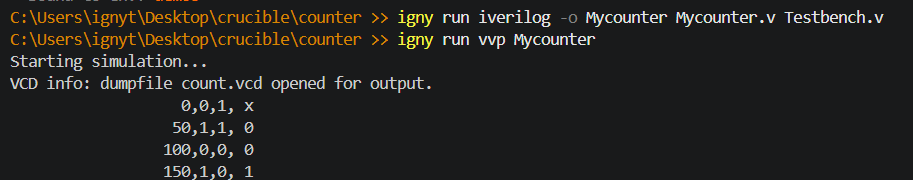 C:\Users\ignyt\Desktop\crucible\counter >> igny run iverilog -o Mycounter Mycounter.v Testbench.v
C:\Users\ignyt\Desktop\crucible\counter >> igny run vvp Mycounter
Starting simulation...
VCD info: dumpfile count.vcd opened for output.
0,0,1, x
50,1,1, 0
100,0,0, 0
150,1,0, 1